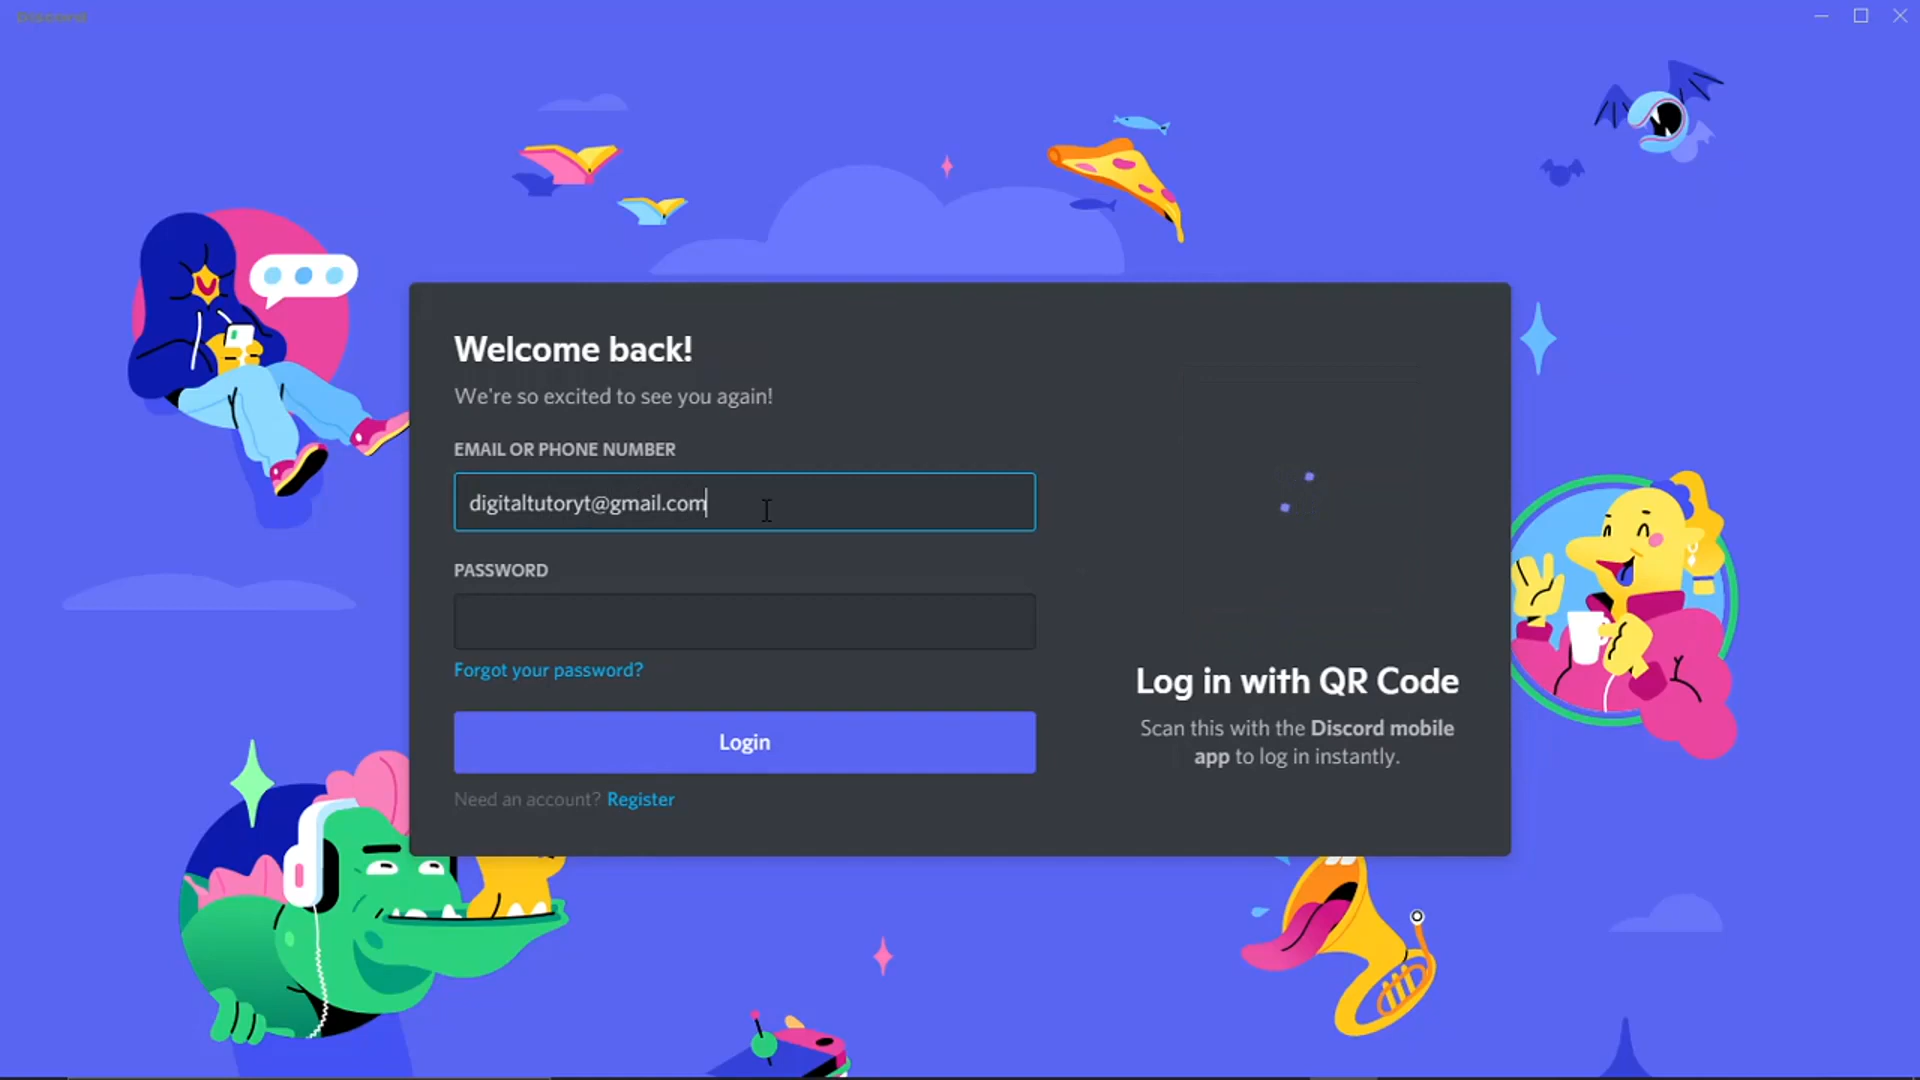 Discord
Welcome back!
We're so excited to see you again!
EMAIL OR PHONE NUMBER
digitaltutoryt@gmail.com
PASSWORD
Forgot your password?
Login
Need an account? Register
Log in with QR Code
Scan this with the Discord mobile
app to log in instantly.